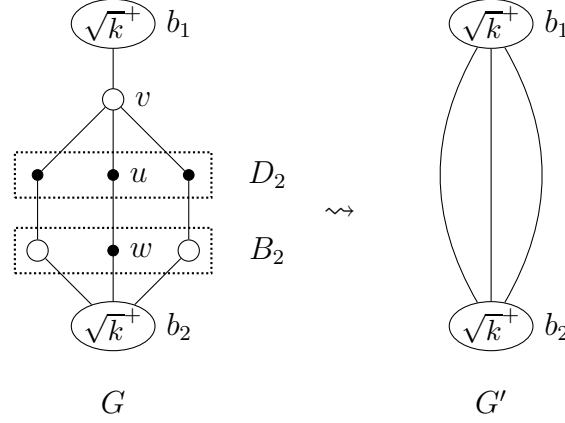 √k⁺ b₁ √k⁺ b₁
v
u D₂
⇝
w B₂
√k⁺ b₂ √k⁺ b₂
G G′